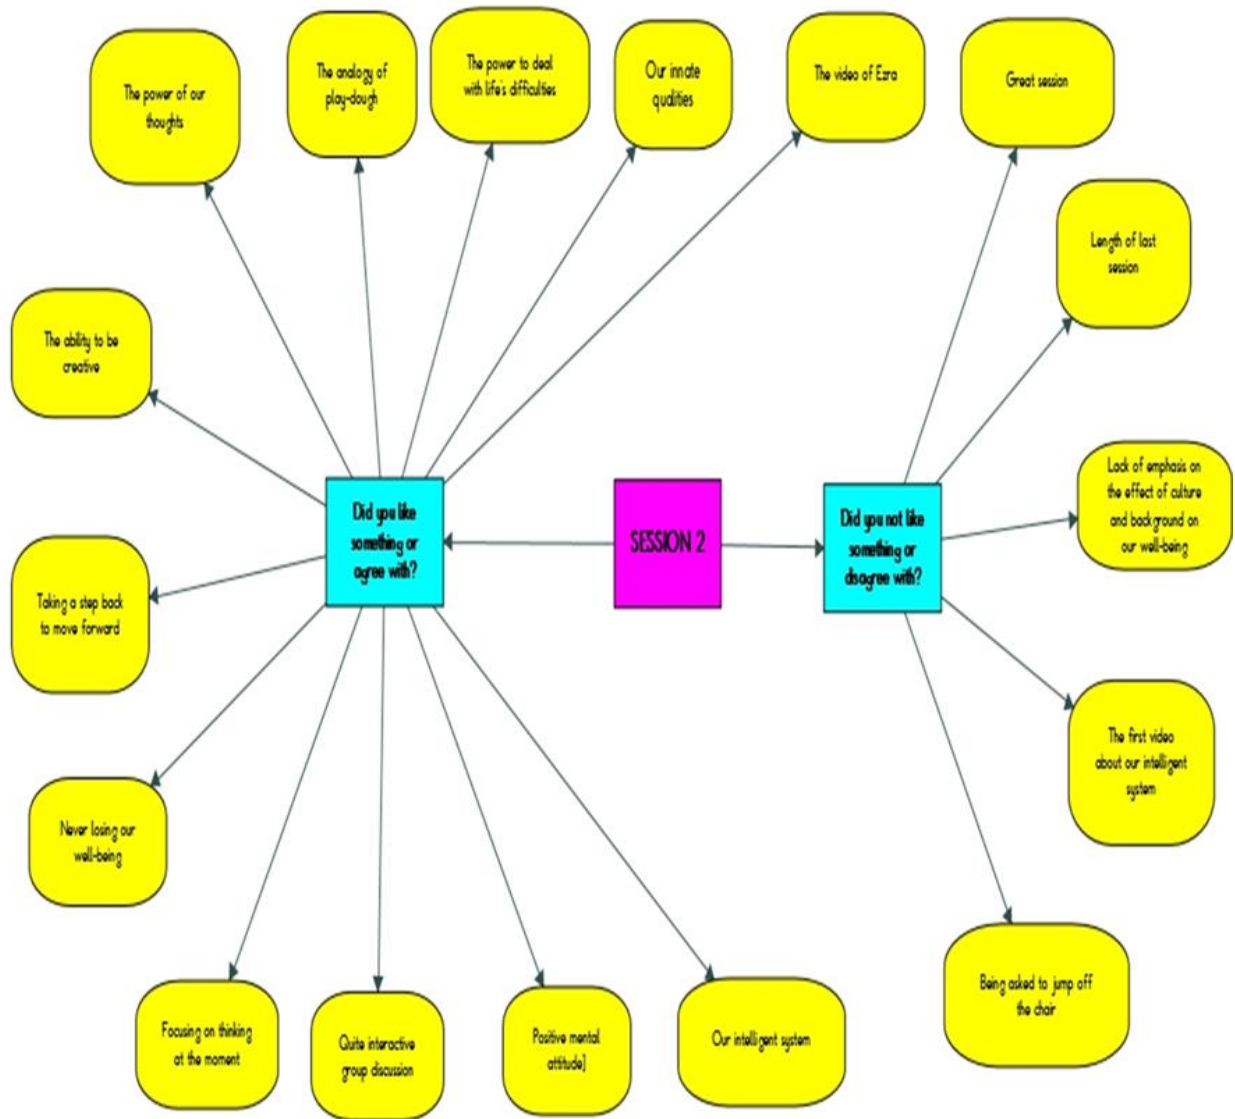 The power of our
thoughts
The analogy of
play-dough
The power to deal
with life's difficulties
Our innate
qualities
The video of Ezra
Great session
Length of last
session
The ability to be
creative
Did you like
something or
agree with?
SESSION 2
Did you not like
something or
disagree with?
Lack of emphasis on
the effect of culture
and background on
our well-being
Taking a step back
to move forward
The first video
about our intelligent
system
Never losing our
well-being
Being asked to jump off
the chair
Focusing on thinking
at the moment
Quite interactive
group discussion
Positive mental
attitude]
Our intelligent system